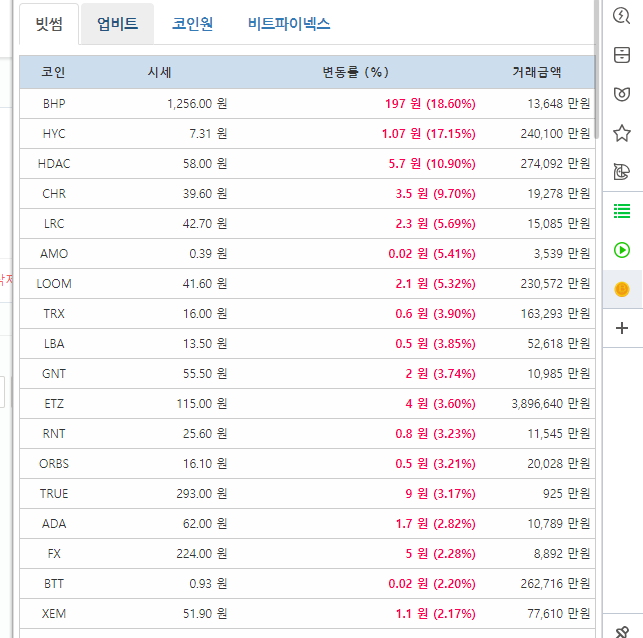 빗썸 업비트 코인원 비트파이넥스
코인 시세 변동률 (%) 거래금액
BHP 1,256.00 원 197 원 (18.60%) 13,648 만원
HYC 7.31 원 1.07 원 (17.15%) 240,100 만원
HDAC 58.00 원 5.7 원 (10.90%) 274,092 만원
CHR 39.60 원 3.5 원 (9.70%) 19,278 만원
LRC 42.70 원 2.3 원 (5.69%) 15,085 만원
AMO 0.39 원 0.02 원 (5.41%) 3,539 만원
LOOM 41.60 원 2.1 원 (5.32%) 230,572 만원
TRX 16.00 원 0.6 원 (3.90%) 163,293 만원
LBA 13.50 원 0.5 원 (3.85%) 52,618 만원
GNT 55.50 원 2 원 (3.74%) 10,985 만원
ETZ 115.00 원 4 원 (3.60%) 3,896,640 만원
RNT 25.60 원 0.8 원 (3.23%) 11,545 만원
ORBS 16.10 원 0.5 원 (3.21%) 20,028 만원
TRUE 293.00 원 9 원 (3.17%) 925 만원
ADA 62.00 원 1.7 원 (2.82%) 10,789 만원
FX 224.00 원 5 원 (2.28%) 8,892 만원
BTT 0.93 원 0.02 원 (2.20%) 262,716 만원
XEM 51.90 원 1.1 원 (2.17%) 77,610 만원